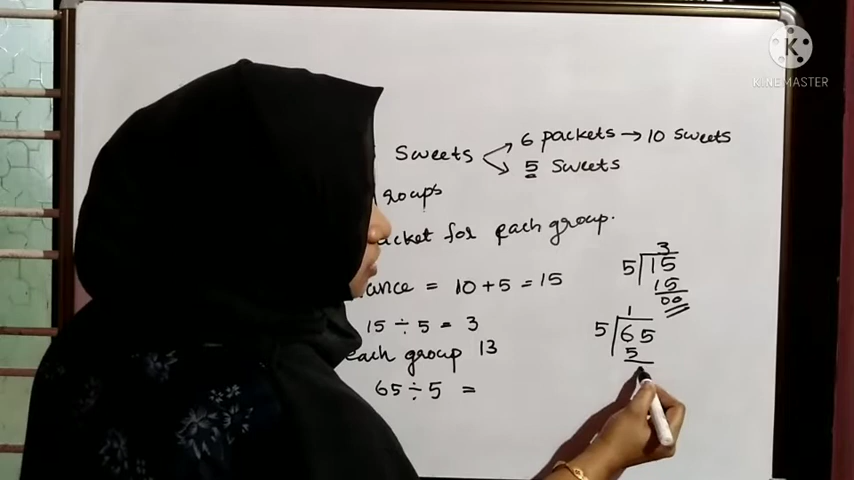 K
KINEMASTER
Sweets 6 packets → 10 Sweets
5 Sweets
groups
packet for each group.
= 10 + 5 = 15
15 ÷ 5 = 3
each group 13
65 ÷ 5 =
3
5 15
15
00
1
5 65
5